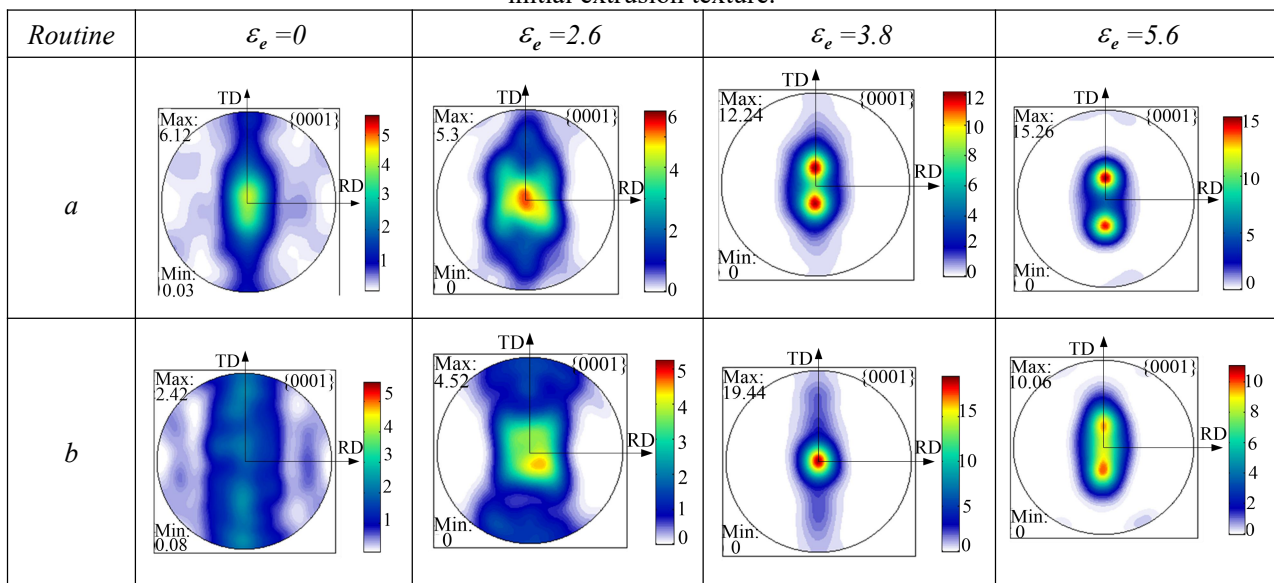 initial extrusion texture.
Routine
εe =0
εe =2.6
εe =3.8
εe =5.6
a
TD
Max:
6.12
{0001}
RD
Min:
0.03
5
4
3
2
1
TD
Max:
5.3
{0001}
RD
Min:
0
6
4
2
0
TD
Max:
12.24
{0001}
RD
Min:
0
12
10
8
6
4
2
0
TD
Max:
15.26
{0001}
RD
Min:
0
15
10
5
0
b
TD
Max:
2.42
{0001}
RD
Min:
0.08
5
4
3
2
1
TD
Max:
4.52
{0001}
RD
Min:
0
5
4
3
2
1
0
TD
Max:
19.44
{0001}
RD
Min:
0
15
10
5
0
TD
Max:
10.06
{0001}
RD
Min:
0
10
8
6
4
2
0